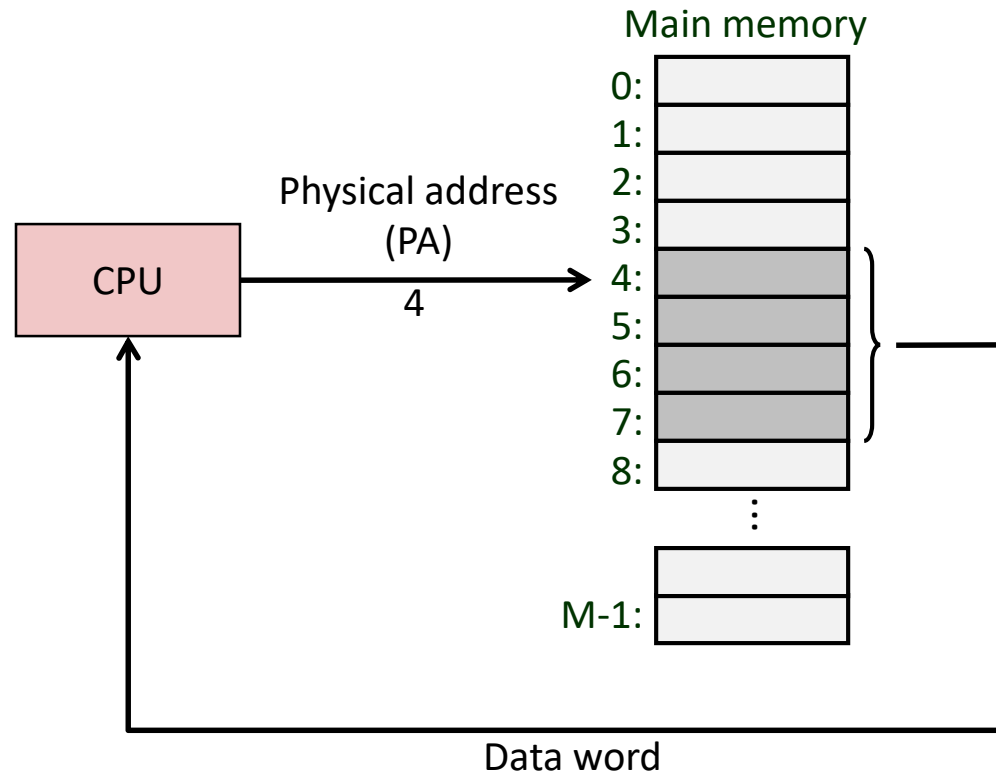 Main memory
0:
1:
2:
Physical address
(PA)
3:
CPU
4:
4
5:
6:
7:
8:
...
M-1:
Data word